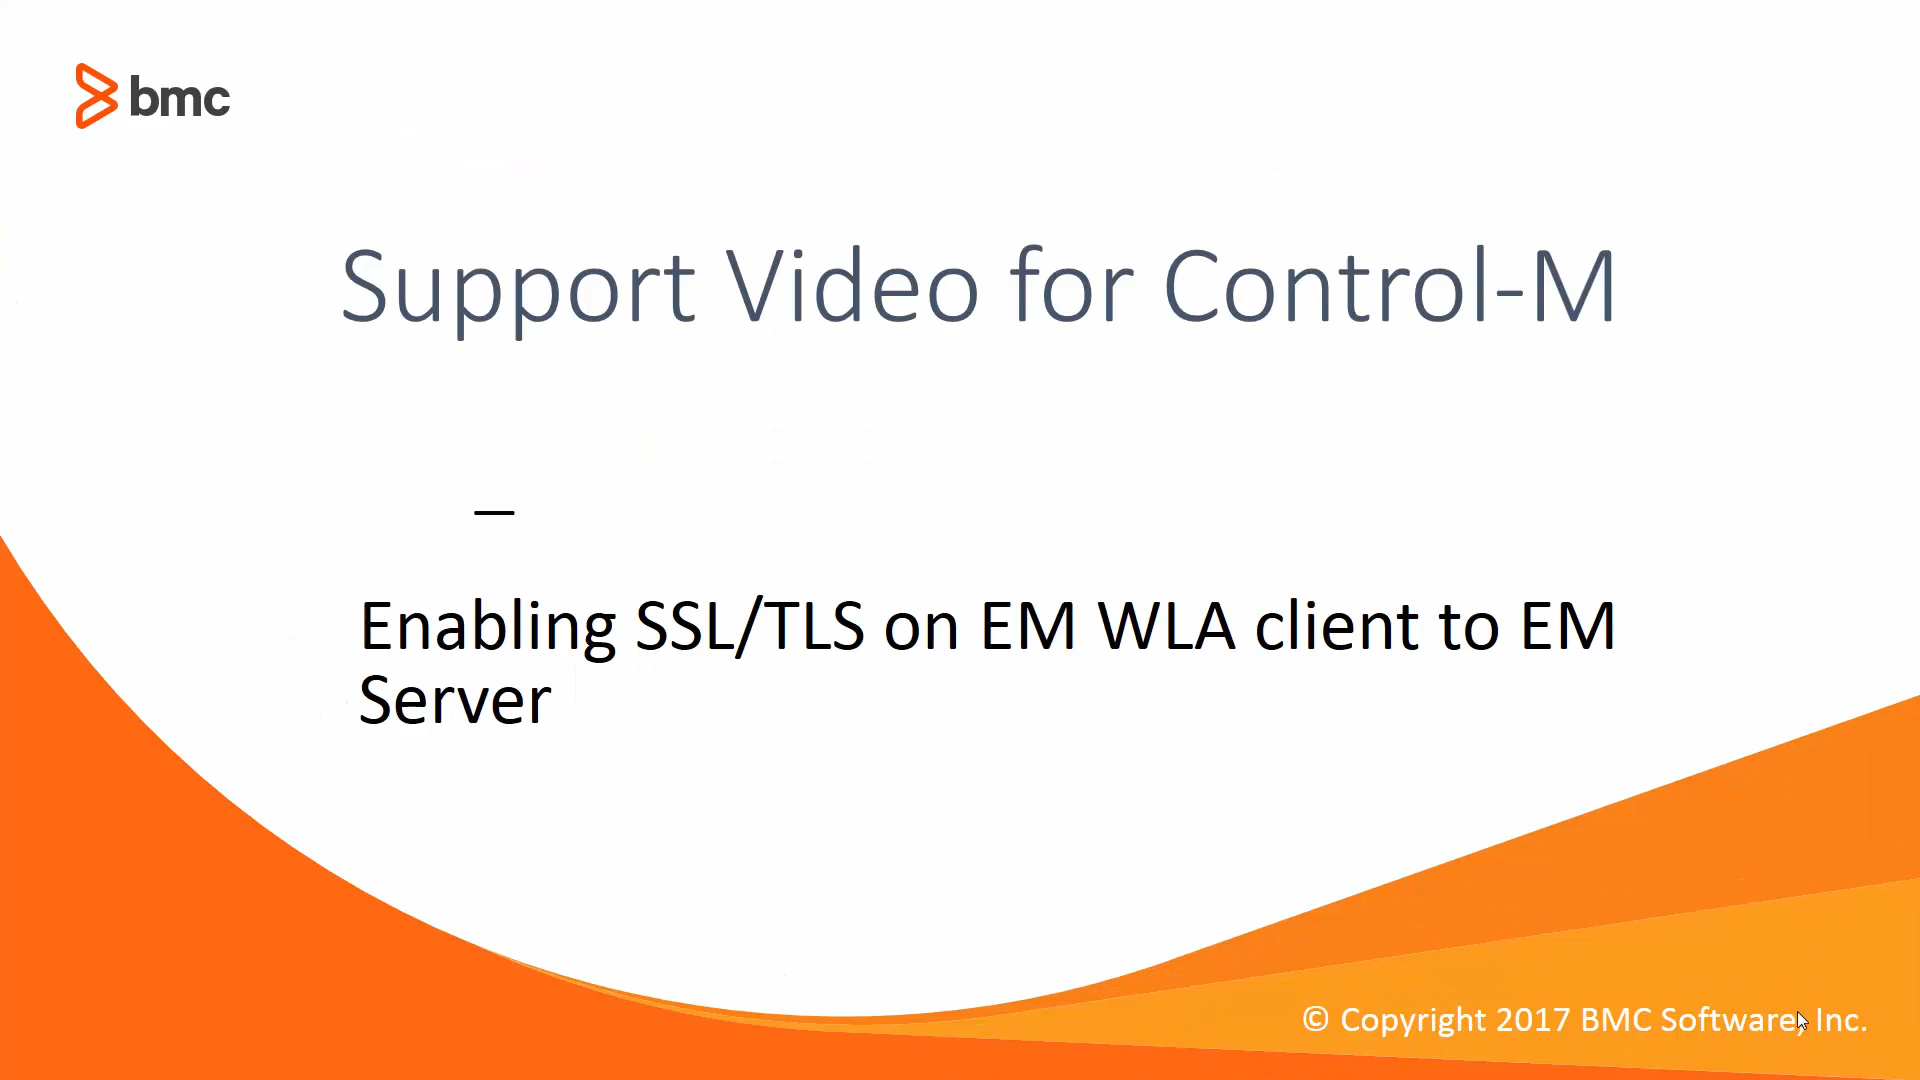 bmc
Support Video for Control-M
–
Enabling SSL/TLS on EM WLA client to EM
Server
© Copyright 2017 BMC Software, Inc.